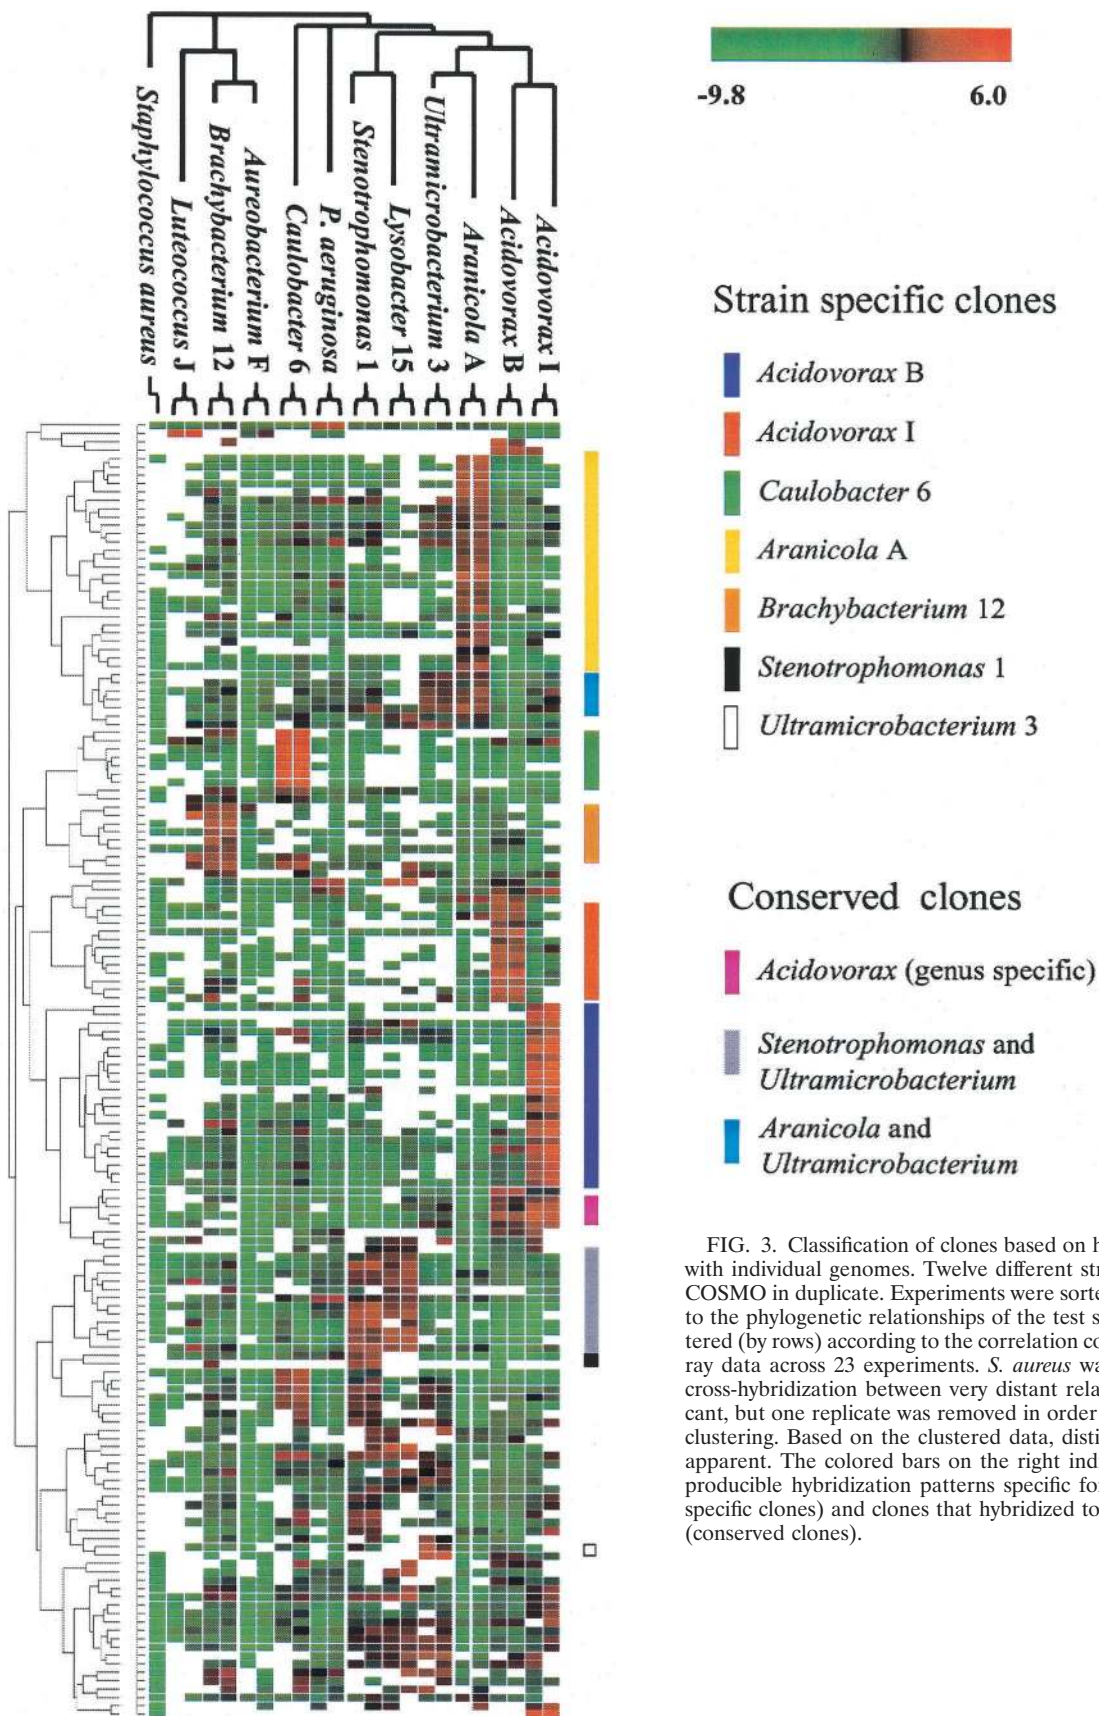 Staphylococcus aureus
Luteococcus J
Brachybacterium 12
Aureobacterium F
Caulobacter 6
P. aeruginosa
Stenotrophomonas 1
Lysobacter 15
Ultramicrobacterium 3
Aranicola A
Acidovorax B
Acidovorax I
-9.8
6.0
Strain specific clones
Acidovorax B
Acidovorax I
Caulobacter 6
Aranicola A
Brachybacterium 12
Stenotrophomonas 1
Ultramicrobacterium 3
Conserved clones
Acidovorax (genus specific)
Stenotrophomonas and
Ultramicrobacterium
Aranicola and
Ultramicrobacterium
FIG. 3. Classification of clones based on h
with individual genomes. Twelve different str
COSMO in duplicate. Experiments were sorte
to the phylogenetic relationships of the test s
tered (by rows) according to the correlation co
ray data across 23 experiments. S. aureus wa
cross-hybridization between very distant rela
cant, but one replicate was removed in order
clustering. Based on the clustered data, disti
apparent. The colored bars on the right indi
producible hybridization patterns specific fo
specific clones) and clones that hybridized to
(conserved clones).